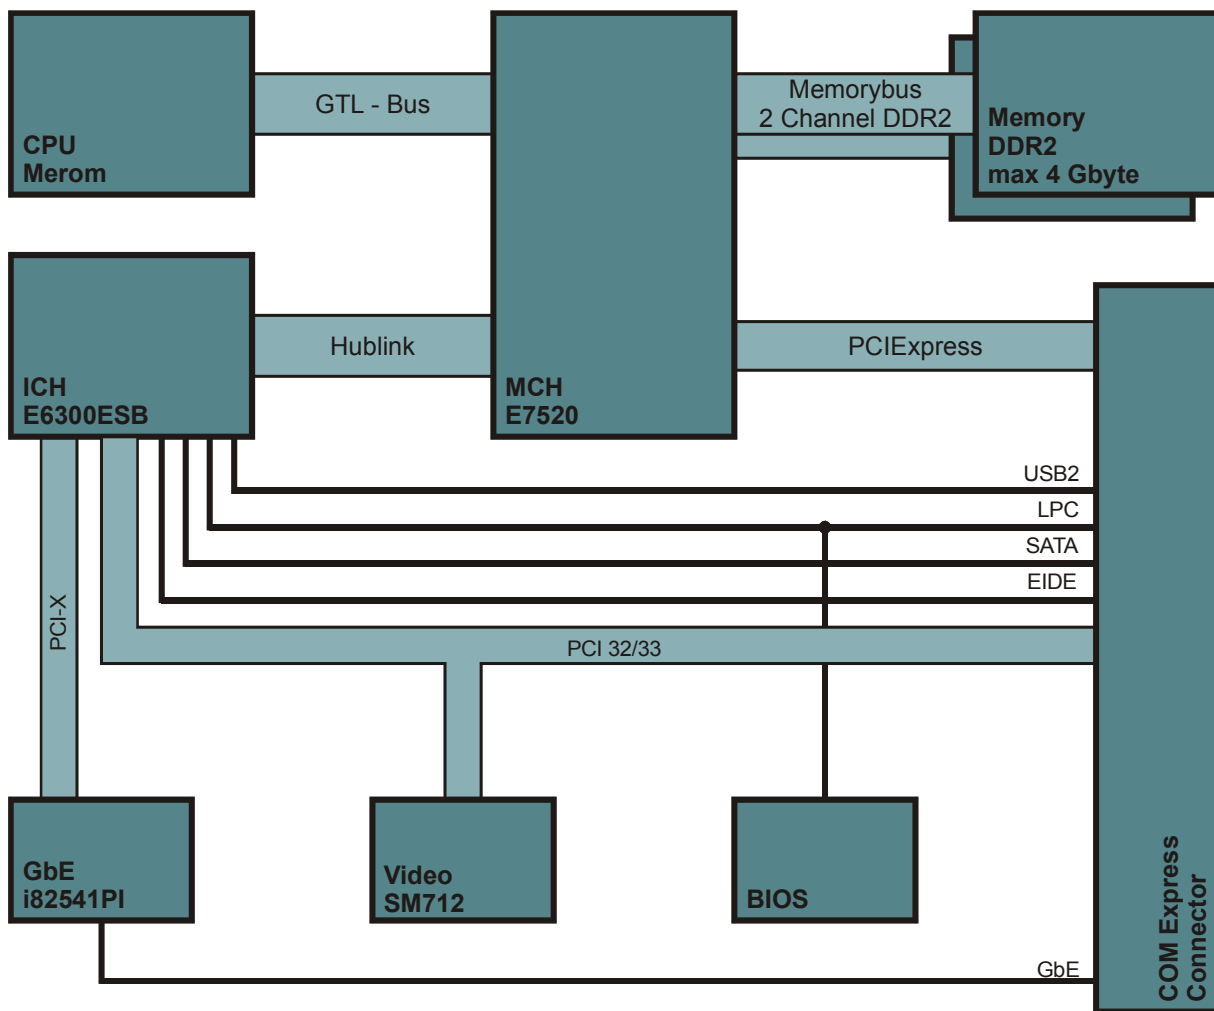 CPU
Merom
GTL - Bus
Memorybus
2 Channel DDR2
Memory
DDR2
max 4 Gbyte
ICH
E6300ESB
Hublink
MCH
E7520
PCIExpress
USB2
LPC
SATA
EIDE
PCI-X
PCI 32/33
GbE
i82541PI
Video
SM712
BIOS
GbE
COM Express
Connector